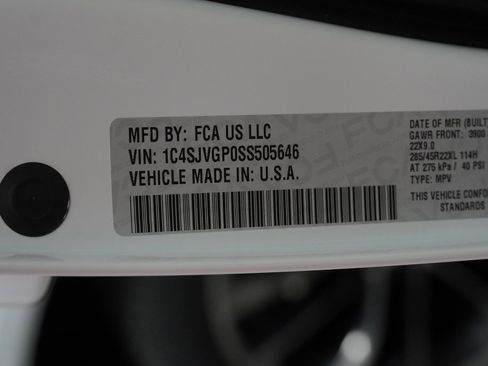 MFD BY: FCA US LLC
VIN: 1C4SJVGP0SS505646
VEHICLE MADE IN: U.S.A.
DATE OF MFR (BUILT
GAWR FRONT: 3900
22X9.0
285/45R22XL 114H
AT 275 kPa / 40 PSI
TYPE: MPV
THIS VEHICLE CONFO
STANDARDS